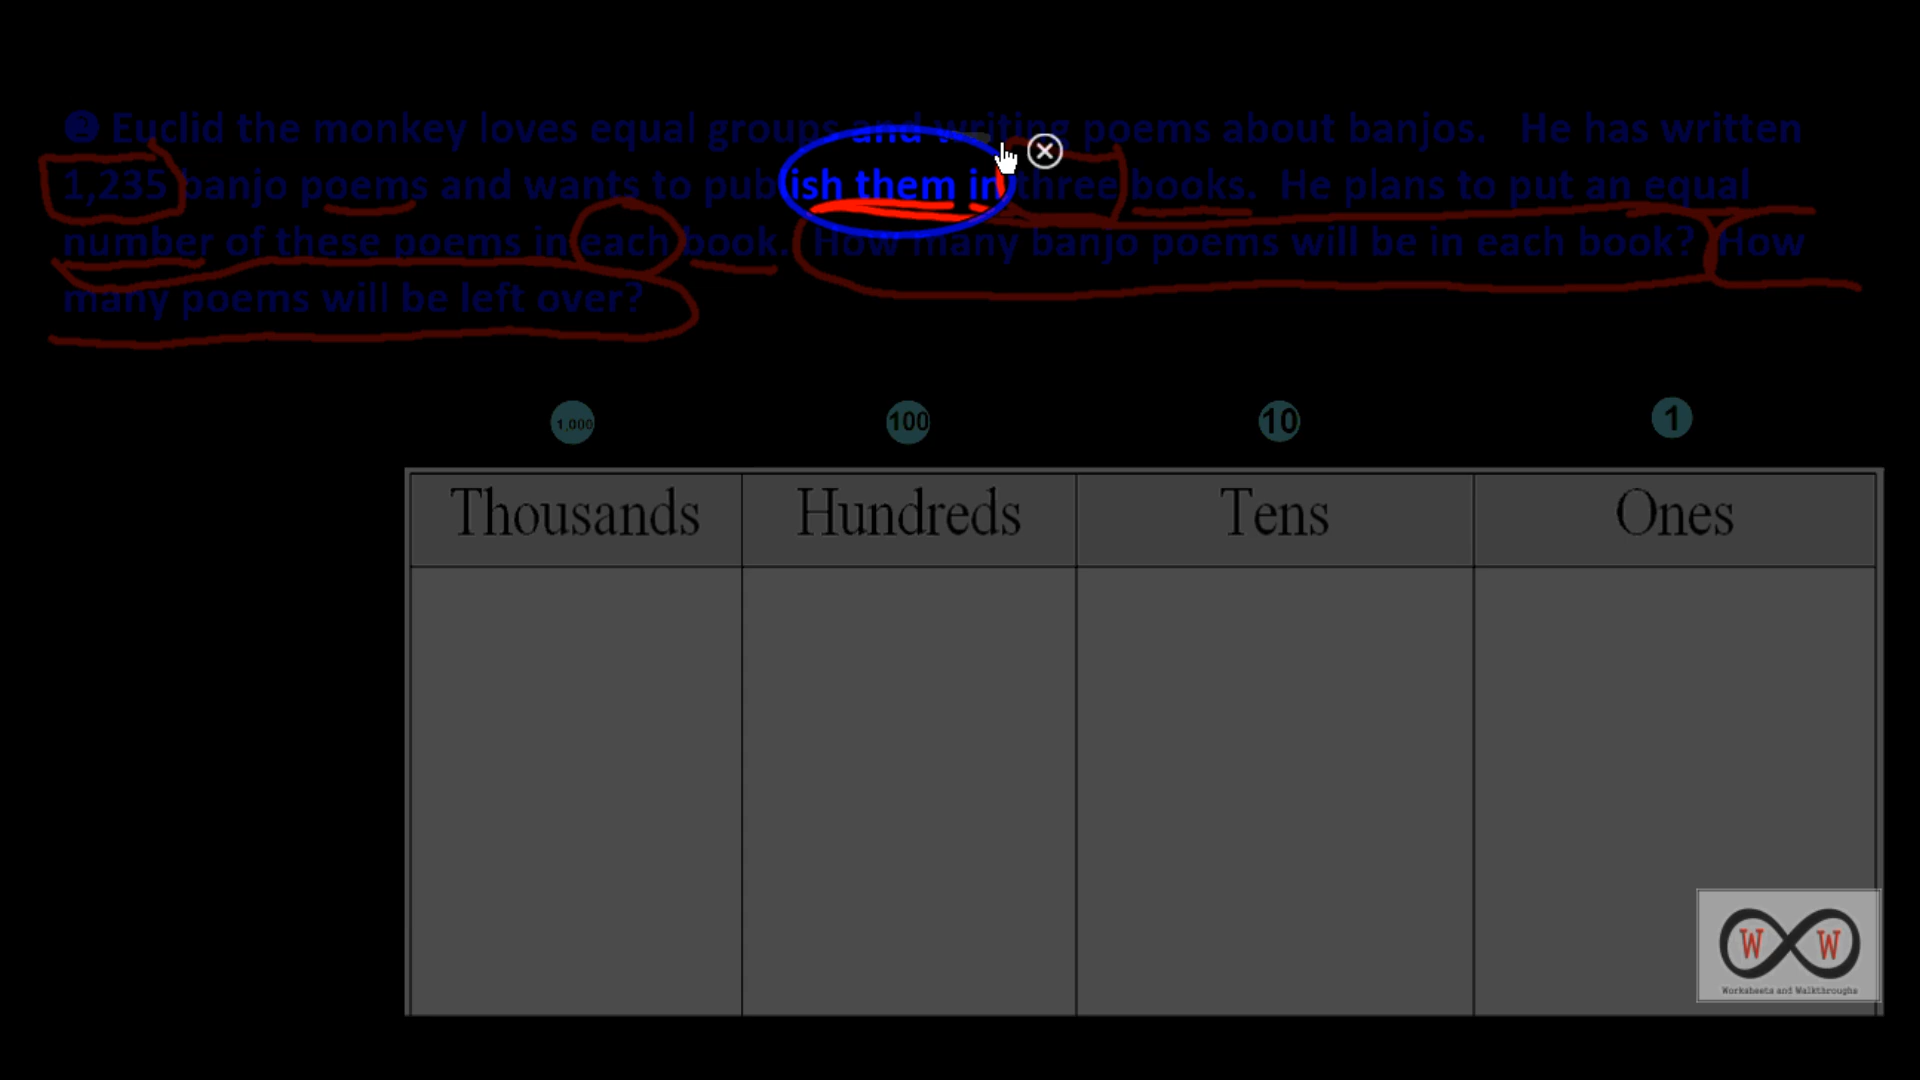 ❷ Euclid the monkey loves equal groups and writing poems about banjos. He has written
1,235 banjo poems and wants to publish them in three books. He plans to put an equal
number of these poems in each book. How many banjo poems will be in each book? How
many poems will be left over?
1,000 100 10 1
Thousands Hundreds Tens Ones
W W
Worksheets and Walkthroughs